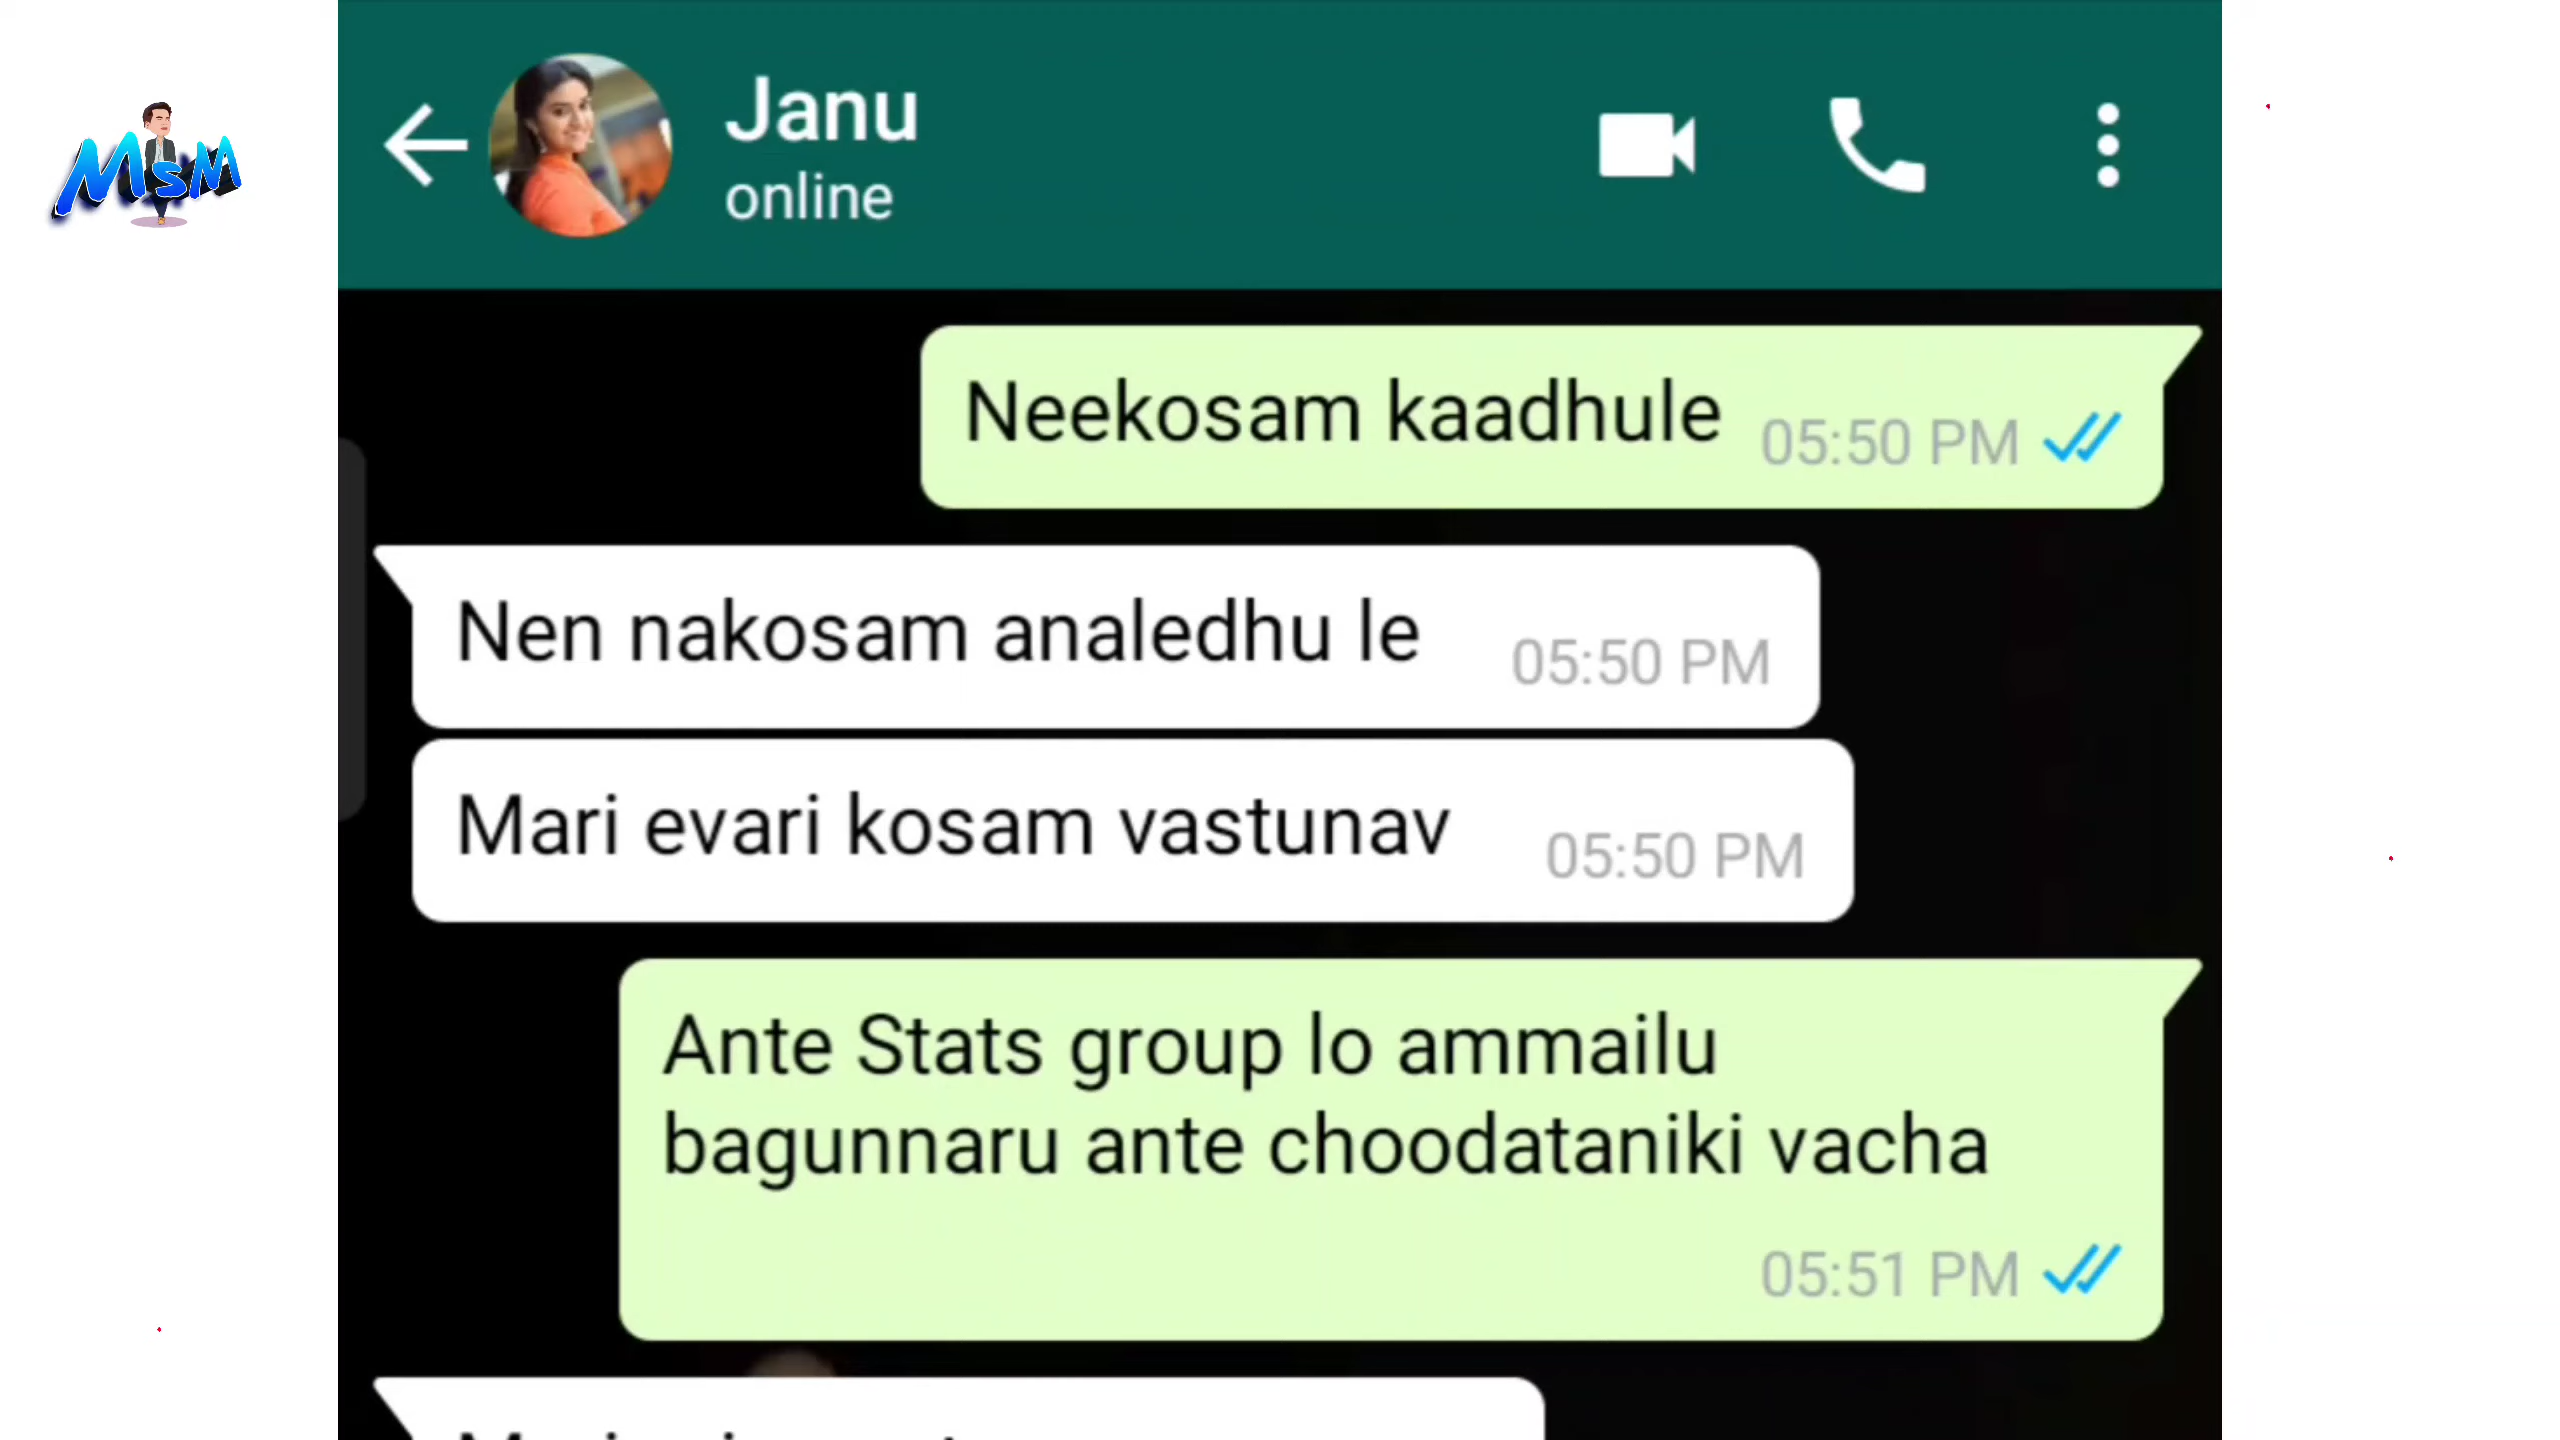 MsM
Janu
online
Neekosam kaadhule
05:50 PM
Nen nakosam analedhu le
05:50 PM
Mari evari kosam vastunav
05:50 PM
Ante Stats group lo ammailu
bagunnaru ante choodataniki vacha
05:51 PM